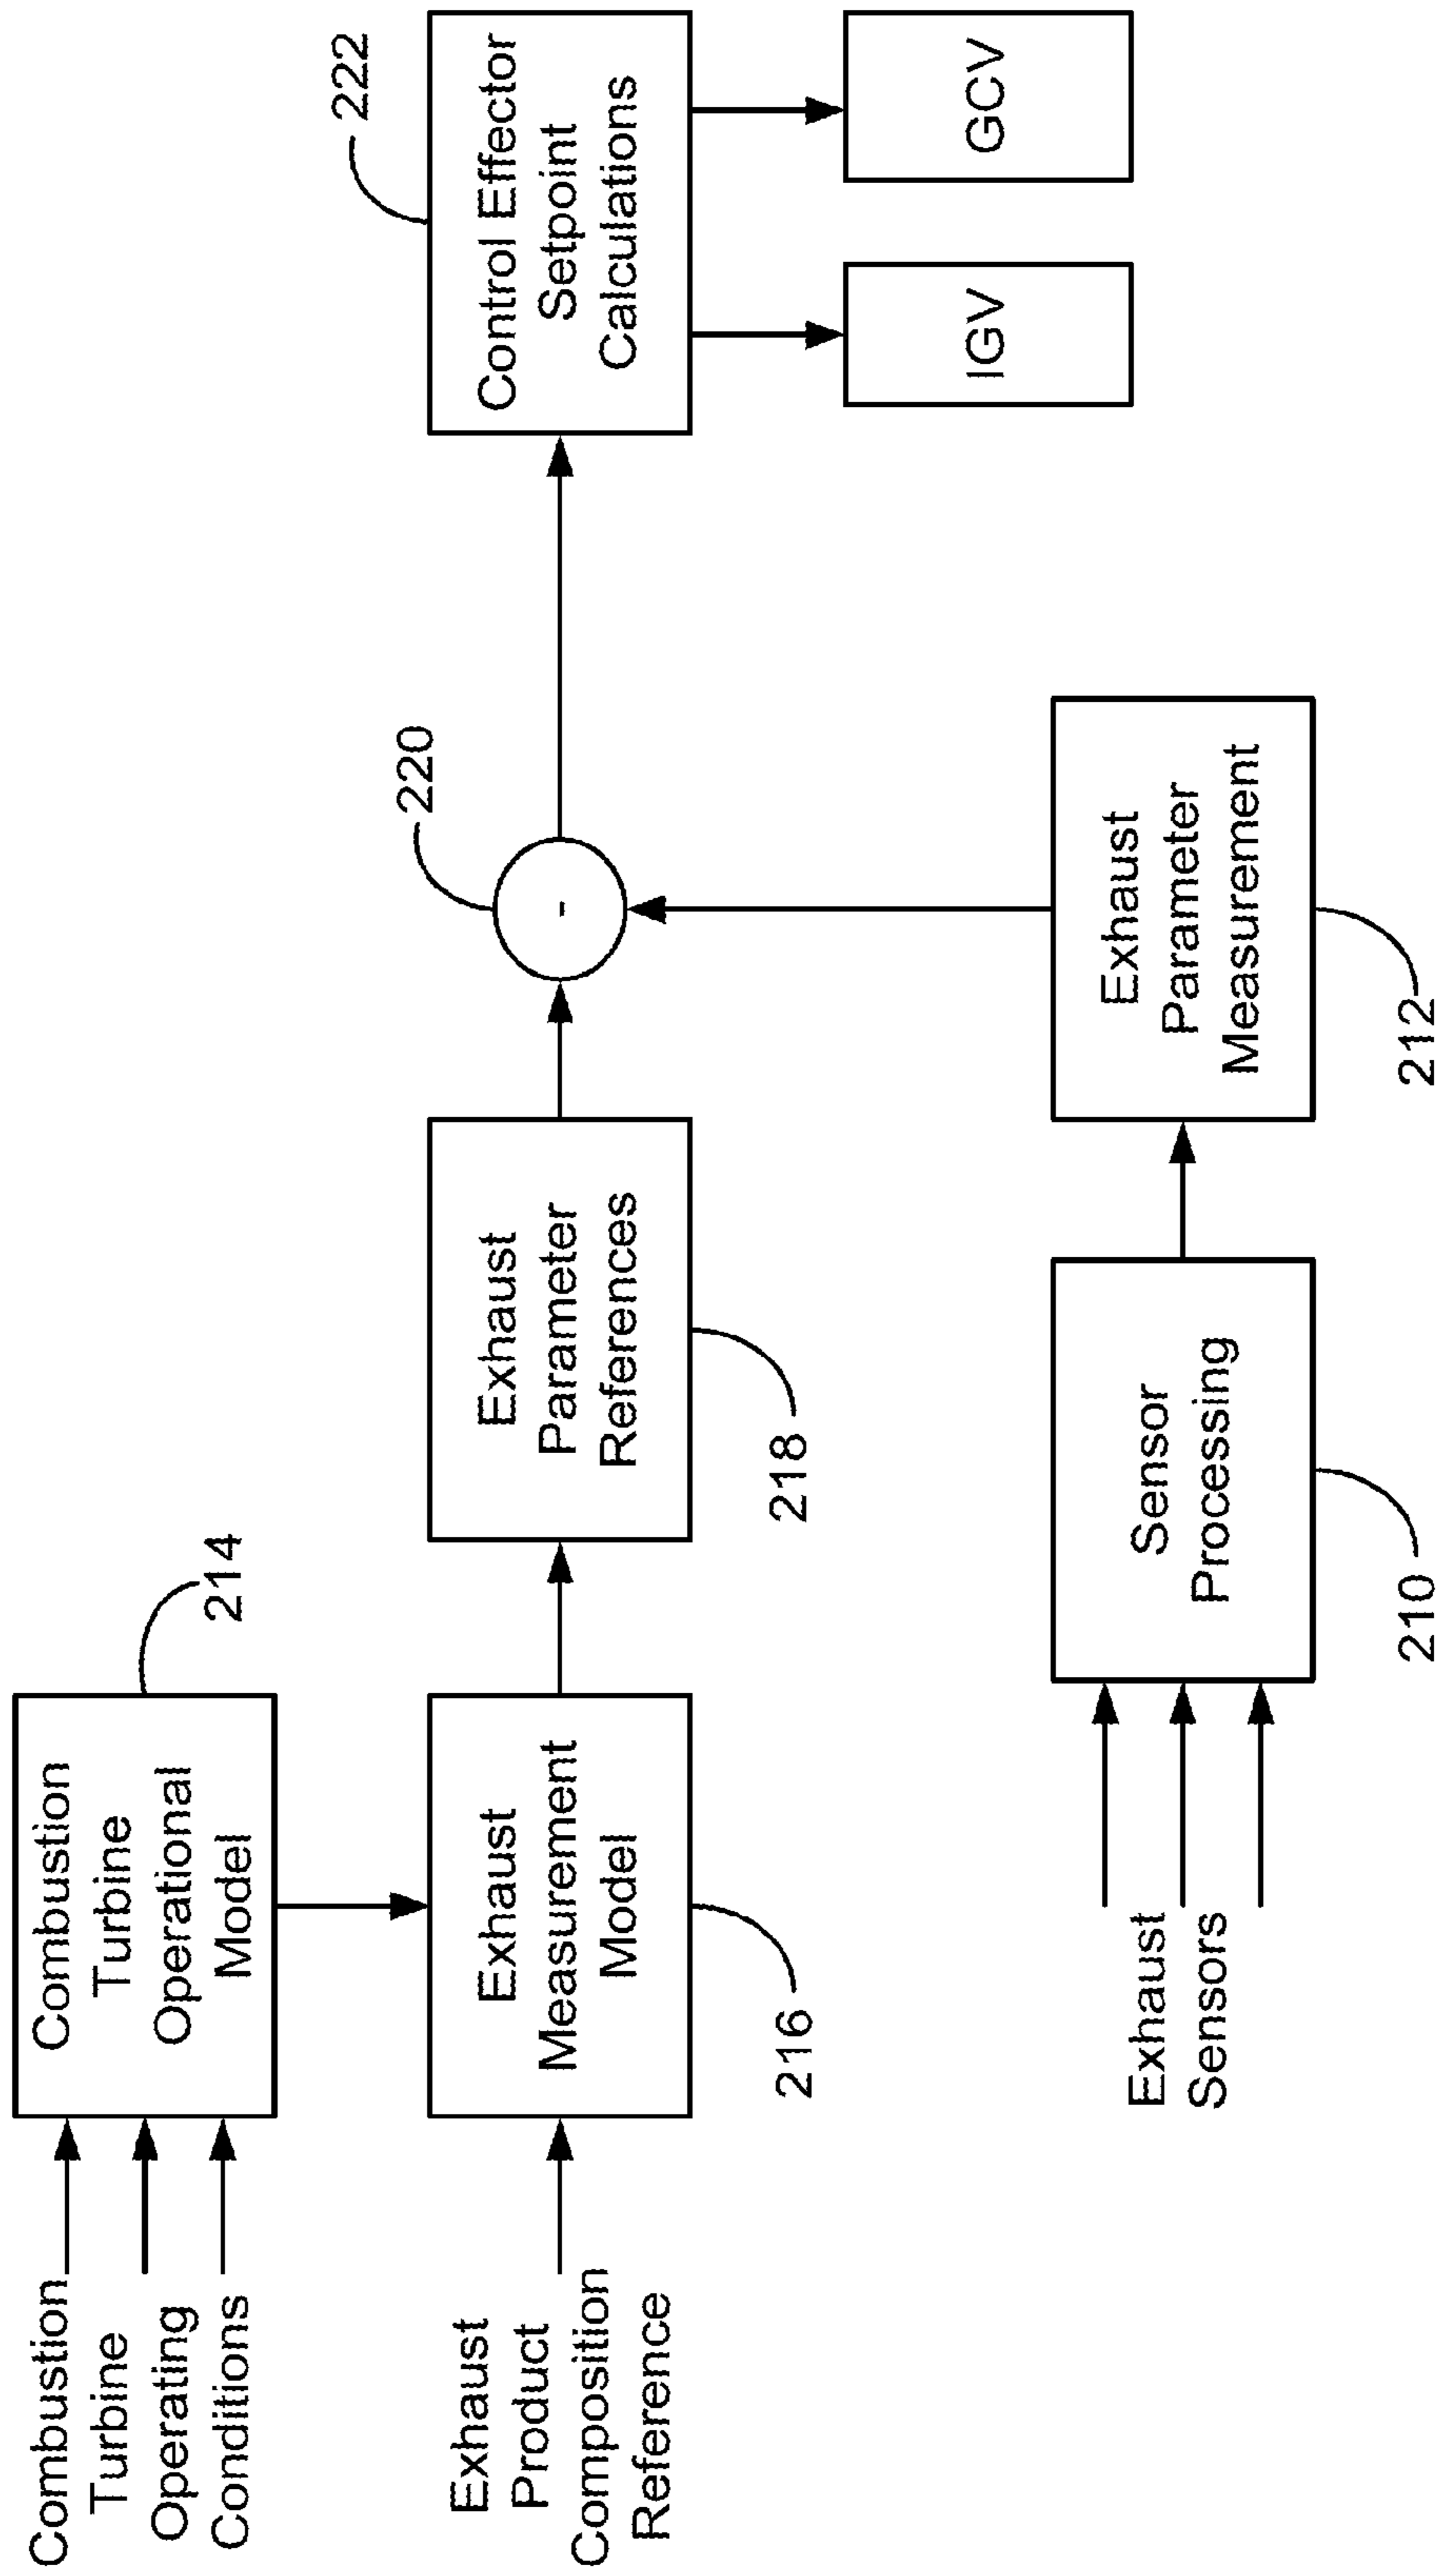 Combustion
Turbine
Operating
Conditions
Combustion
Turbine
Operational
Model
214
Exhaust
Product
Composition
Reference
Exhaust
Measurement
Model
216
Exhaust
Parameter
References
218
220
-
222
Control Effector
Setpoint
Calculations
IGV
GCV
Exhaust
Sensors
Sensor
Processing
210
Exhaust
Parameter
Measurement
212